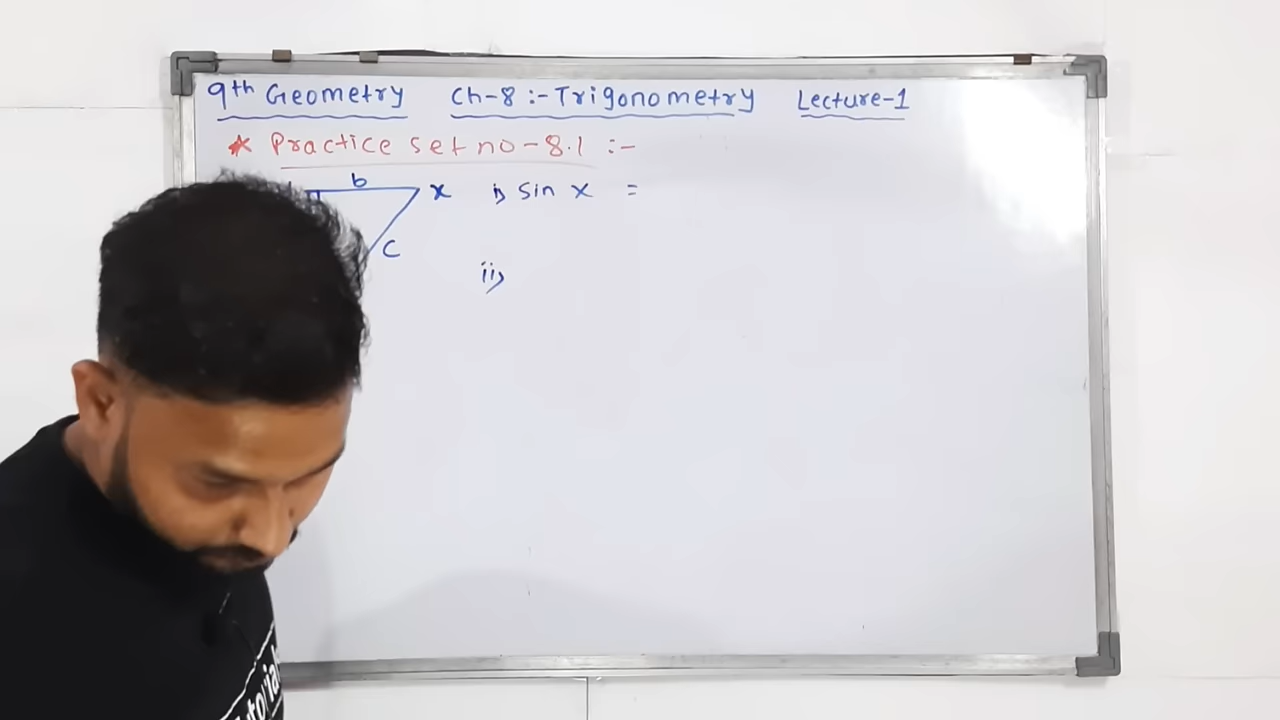 9th Geometry Ch-8 :- Trigonometry Lecture-1
* Practice set no - 8.1 :-
b
x i) sin x =
c
ii)